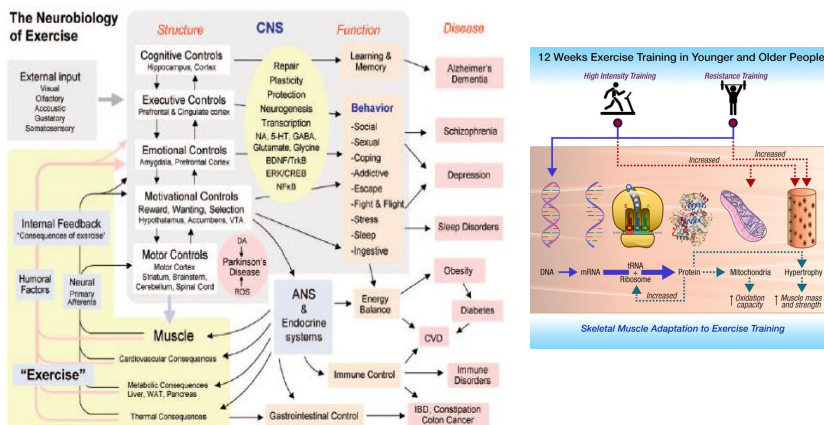 The Neurobiology
of Exercise
Structure
CNS
Function
Disease
External input
Visual
Olfactory
Accoustic
Gustatory
Somatosensory
Cognitive Controls
Hippocampus, Cortex
Executive Controls
Prefrontal & Cingulate cortex
Emotional Controls
Amygdala, Prefrontal Cortex
Motivational Controls
Reward, Wanting, Selection
Hypothalamus, Accumbens, VTA
Motor Controls
Motor Cortex
Striatum, Brainstem,
Cerebellum, Spinal Cord
Repair
Plasticity
Protection
Neurogenesis
Transcription
NA, 5-HT, GABA,
Glutamate, Glycine
BDNF/TrkB
ERK/CREB
NFκB
DA
Parkinson's
Disease
ROS
Learning &
Memory
Behavior
-Social
-Sexual
-Coping
-Addictive
-Escape
-Fight & Flight
-Stress
-Sleep
-Ingestive
Alzheimer's
Dementia
Schizophrenia
Depression
Sleep Disorders
Internal Feedback
"Consequences of exercise"
Humoral
Factors
Neural
Primary
Afferents
ANS
&
Endocrine
systems
Energy
Balance
Obesity
Diabetes
CVD
Muscle
Cardiovascular Consequences
"Exercise"
Metabolic Consequences
Liver, WAT, Pancreas
Thermal Consequences
Immune Control
Immune
Disorders
Gastrointestinal Control
IBD, Constipation
Colon Cancer
12 Weeks Exercise Training in Younger and Older People
High Intensity Training
Resistance Training
Increased
Increased
DNA
mRNA
tRNA
+
Ribosome
Protein
Mitochondria
Hypertrophy
Increased
↑ Oxidation
capacity
↑ Muscle mass
and strength
Skeletal Muscle Adaptation to Exercise Training